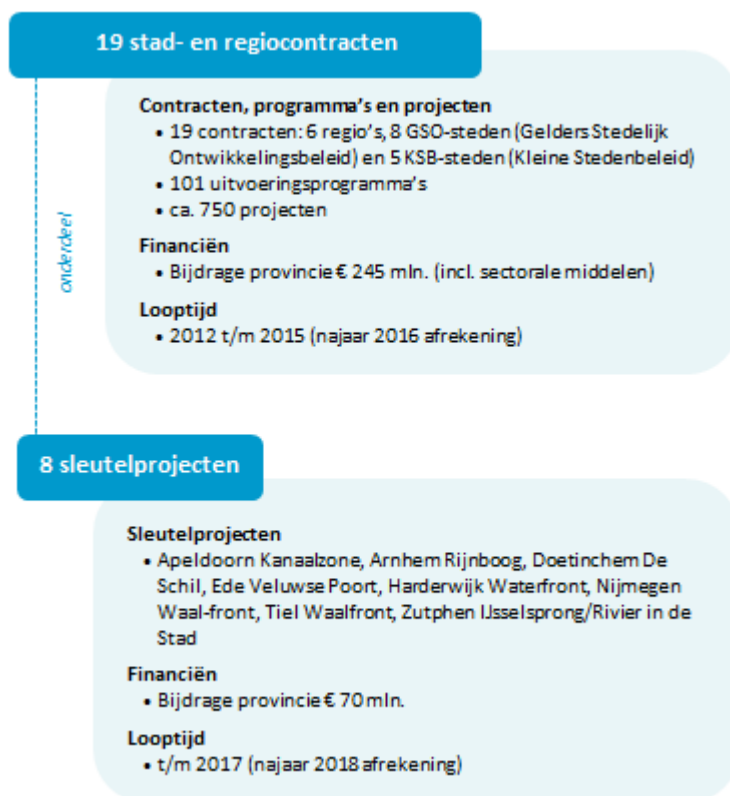 19 stad- en regiocontracten
Contracten, programma's en projecten
• 19 contracten: 6 regio's, 8 GSO-steden (Gelders Stedelijk
Ontwikkelingsbeleid) en 5 KSB-steden (Kleine Stedenbeleid)
• 101 uitvoeringsprogramma's
• ca. 750 projecten
Financiën
• Bijdrage provincie € 245 mln. (incl. sectorale middelen)
Looptijd
• 2012 t/m 2015 (najaar 2016 afrekening)
onderdeel
8 sleutelprojecten
Sleutelprojecten
• Apeldoorn Kanaalzone, Arnhem Rijnboog, Doetinchem De
Schil, Ede Veluwse Poort, Harderwijk Waterfront, Nijmegen
Waal-front, Tiel Waalfront, Zutphen IJsselsprong/Rivier in de
Stad
Financiën
• Bijdrage provincie € 70 mln.
Looptijd
• t/m 2017 (najaar 2018 afrekening)